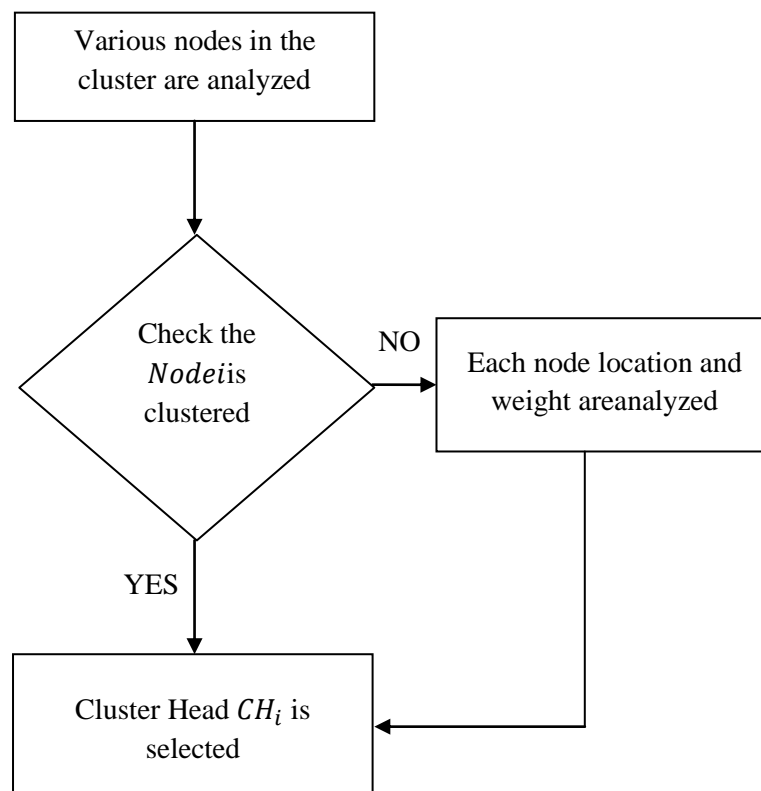 Various nodes in the
cluster are analyzed
Check the
Nodeiis
clustered
NO
Each node location and
weight areanalyzed
YES
Cluster Head CH_i is
selected